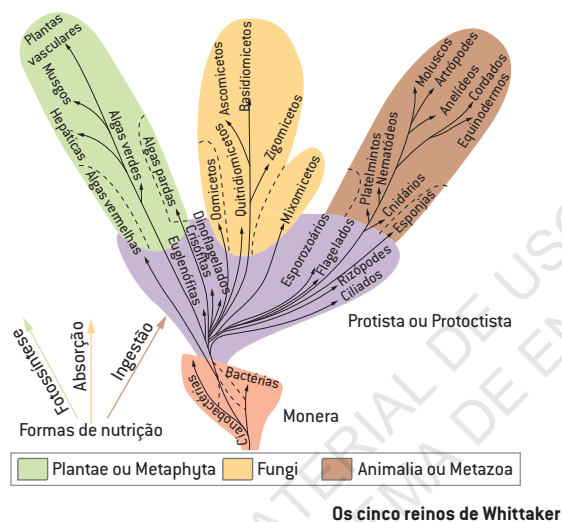 Plantas
vasculares
Musgos
Hepáticas
Algas verdes
Algas vermelhas
Algas pardas
Euglenófitas
Crisófitas
Dinoflagelados
Oomicetos
Quitridiomicetos
Ascomicetos
Basidiomicetos
Zigomicetos
Mixomicetos
Esporozoários
Flagelados
Platelmintos
Nematódeos
Moluscos
Artrópodes
Anelídeos
Cordados
Equinodermos
Cnidários
Esponjas
Rizópodes
Ciliados
Protista ou Protoctista
Bactérias
Cianobactérias
Monera
Fotossíntese
Absorção
Ingestão
Formas de nutrição
Plantae ou Metaphyta
Fungi
Animalia ou Metazoa
Os cinco reinos de Whittaker